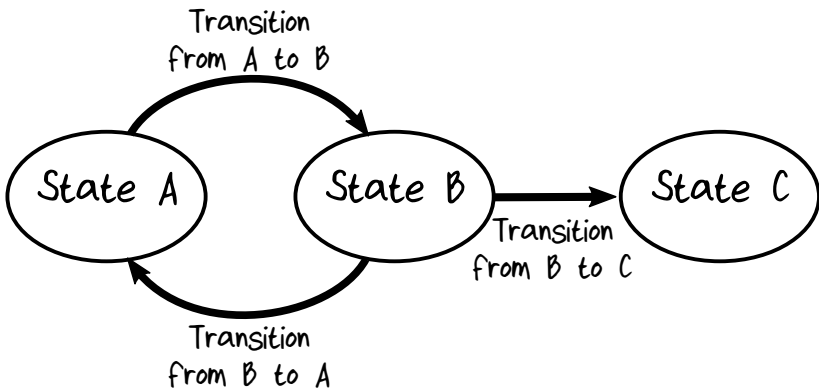 Transition
from A to B
State A
State B
State C
Transition
from B to C
Transition
from B to A